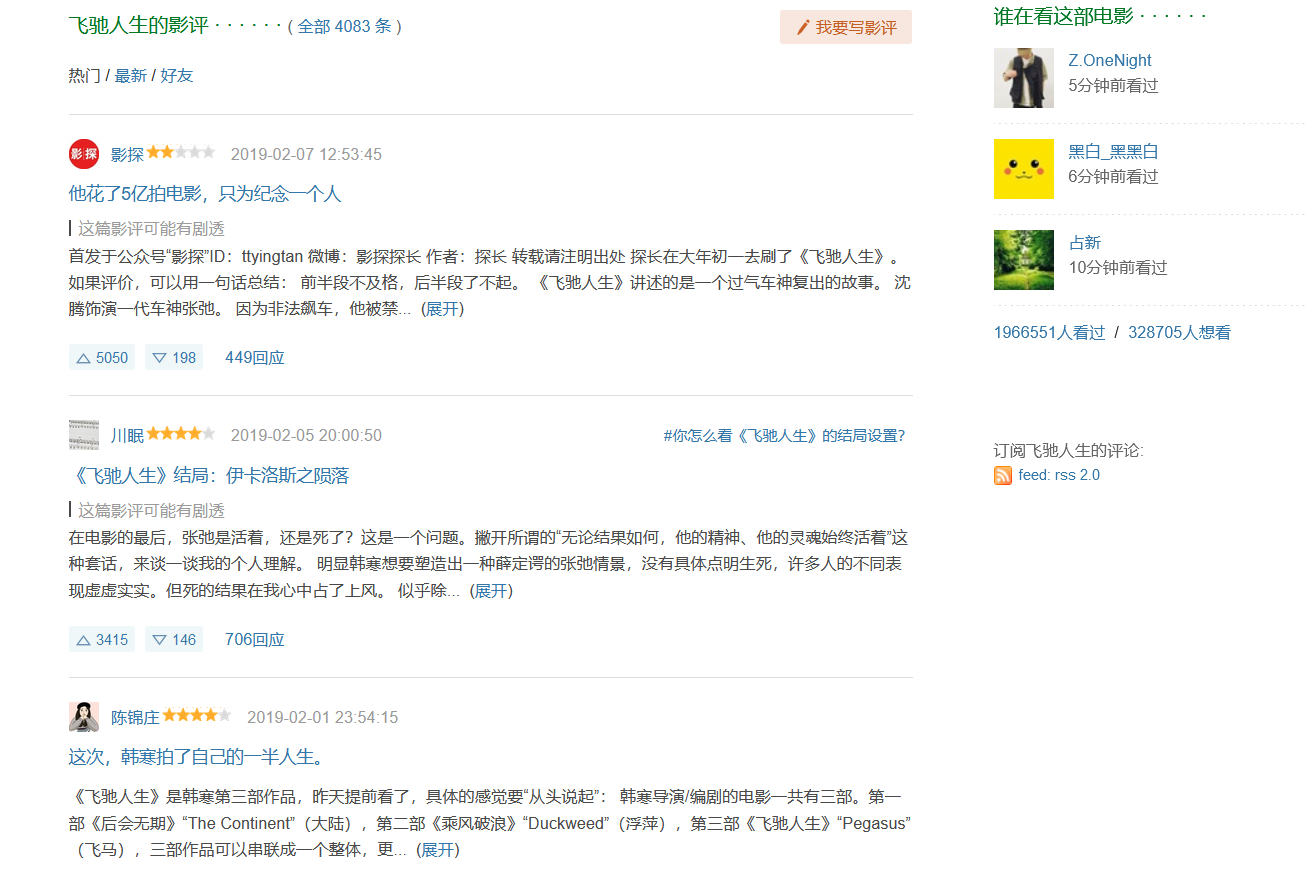 飞驰人生的影评 · · · · · · ( 全部 4083 条 )
我要写影评
热门 / 最新 / 好友
影探
影探 2019-02-07 12:53:45
他花了5亿拍电影，只为纪念一个人
这篇影评可能有剧透
首发于公众号“影探”ID：ttyingtan 微博：影探探长 作者：探长 转载请注明出处 探长在大年初一去刷了《飞驰人生》。
如果评价，可以用一句话总结： 前半段不及格，后半段了不起。 《飞驰人生》讲述的是一个过气车神复出的故事。 沈
腾饰演一代车神张弛。 因为非法飙车，他被禁... (展开)
5050 198 449回应
川眠 2019-02-05 20:00:50 #你怎么看《飞驰人生》的结局设置?
《飞驰人生》结局：伊卡洛斯之陨落
这篇影评可能有剧透
在电影的最后，张弛是活着，还是死了？这是一个问题。撇开所谓的“无论结果如何，他的精神、他的灵魂始终活着”这
种套话，来谈一谈我的个人理解。 明显韩寒想要塑造出一种薛定谔的张弛情景，没有具体点明生死，许多人的不同表
现虚虚实实。但死的结果在我心中占了上风。 似乎除... (展开)
3415 146 706回应
陈锦庄 2019-02-01 23:54:15
这次，韩寒拍了自己的一半人生。
《飞驰人生》是韩寒第三部作品，昨天提前看了，具体的感觉要“从头说起”： 韩寒导演/编剧的电影一共有三部。第一
部《后会无期》“The Continent”（大陆），第二部《乘风破浪》“Duckweed”（浮萍），第三部《飞驰人生》“Pegasus”
（飞马），三部作品可以串联成一个整体，更... (展开)
谁在看这部电影 · · · · · ·
Z.OneNight
5分钟前看过
黑白_黑黑白
6分钟前看过
占新
10分钟前看过
1966551人看过 / 328705人想看
订阅飞驰人生的评论:
feed: rss 2.0